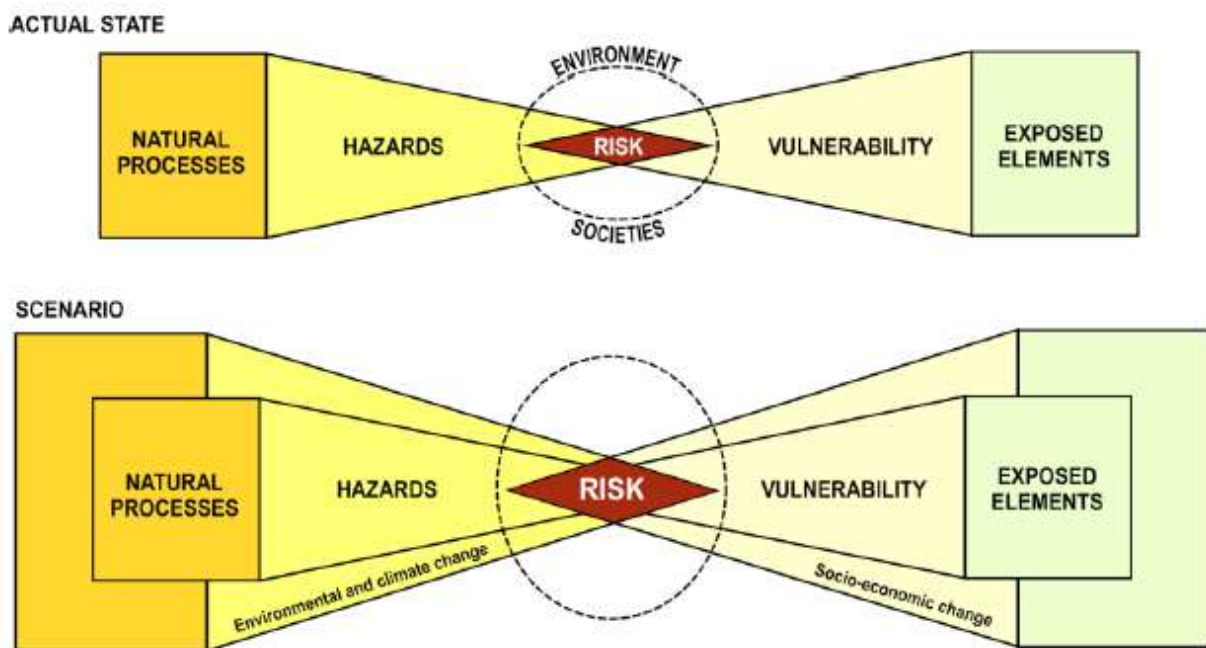 ACTUAL STATE
ENVIRONMENT
NATURAL
PROCESSES
HAZARDS
RISK
VULNERABILITY
EXPOSED
ELEMENTS
SOCIETIES
SCENARIO
NATURAL
PROCESSES
HAZARDS
RISK
VULNERABILITY
EXPOSED
ELEMENTS
Environmental and climate change
Socio-economic change